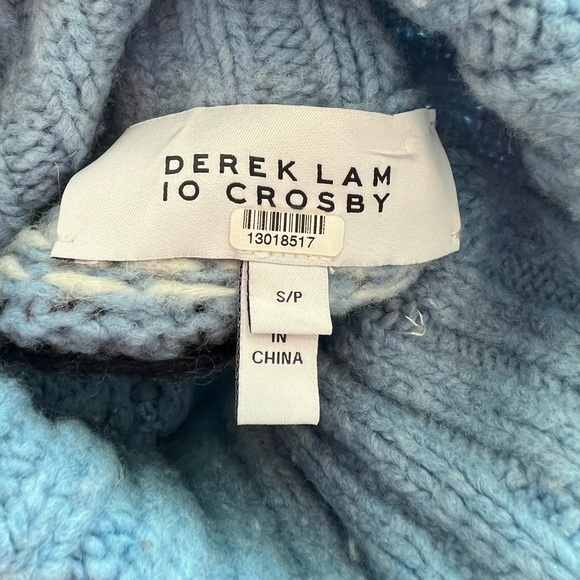 DEREK LAM
10 CROSBY
13018517
S/P
IN
CHINA